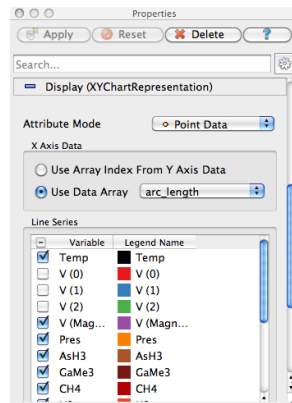 Properties
Apply Reset Delete ?
Search...
Display (XYChartRepresentation)
Attribute Mode Point Data
X Axis Data
Use Array Index From Y Axis Data
Use Data Array arc_length
Line Series
Variable Legend Name
Temp Temp
V (0) V (0)
V (1) V (1)
V (2) V (2)
V (Mag... V (Magn...
Pres Pres
AsH3 AsH3
GaMe3 GaMe3
CH4 CH4